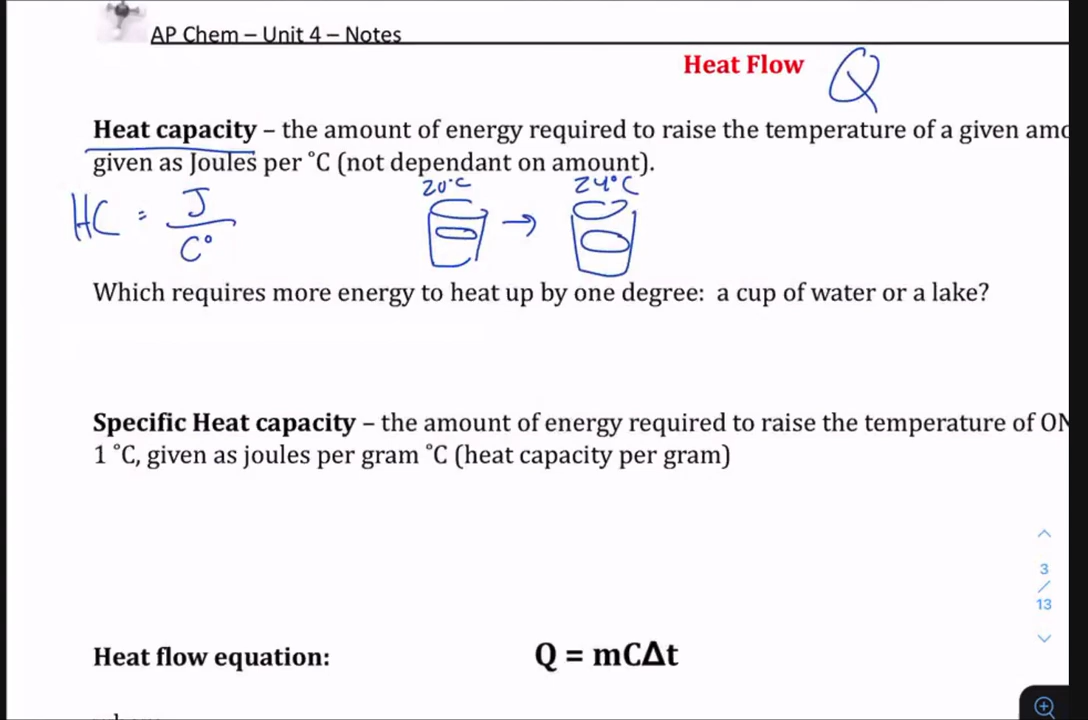 AP Chem – Unit 4 – Notes
Heat Flow Q
Heat capacity – the amount of energy required to raise the temperature of a given
given as Joules per °C (not dependant on amount).
20°C 24°C
HC = J / C°
→
Which requires more energy to heat up by one degree: a cup of water or a lake?
Specific Heat capacity – the amount of energy required to raise the temperature of
1 °C, given as joules per gram °C (heat capacity per gram)
3
/
13
Heat flow equation: Q = mCΔt